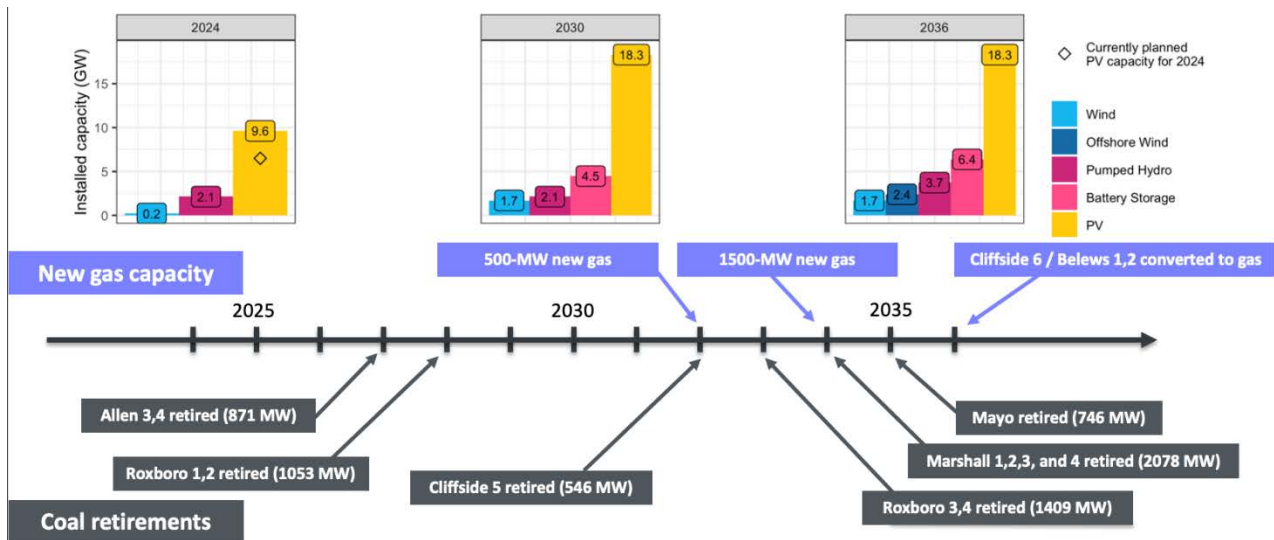 2024
2030
2036
Installed capacity (GW)
15
10
5
0
0.2
2.1
9.6
1.7
2.1
4.5
18.3
1.7
2.4
3.7
6.4
18.3
Currently planned
PV capacity for 2024
Wind
Offshore Wind
Pumped Hydro
Battery Storage
PV
New gas capacity
500-MW new gas
1500-MW new gas
Cliffside 6 / Belews 1,2 converted to gas
2025
2030
2035
Allen 3,4 retired (871 MW)
Mayo retired (746 MW)
Roxboro 1,2 retired (1053 MW)
Marshall 1,2,3, and 4 retired (2078 MW)
Cliffside 5 retired (546 MW)
Roxboro 3,4 retired (1409 MW)
Coal retirements